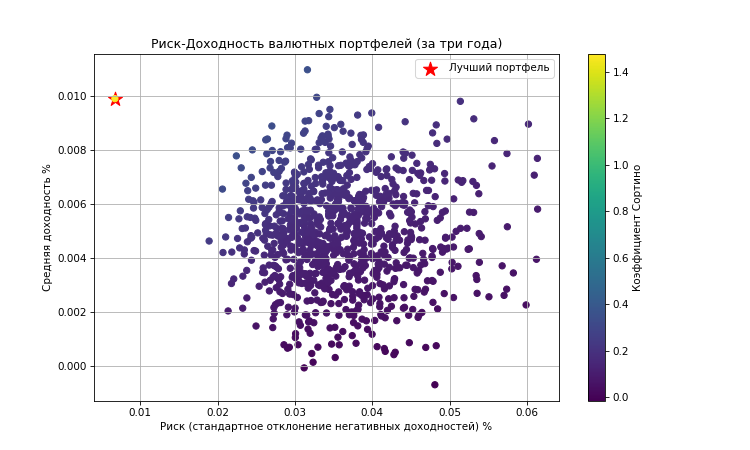 Риск-Доходность валютных портфелей (за три года)
Лучший портфель
Средняя доходность %
0.010
0.008
0.006
0.004
0.002
0.000
0.01 0.02 0.03 0.04 0.05 0.06
Риск (стандартное отклонение негативных доходностей) %
1.4
1.2
1.0
0.8
0.6
0.4
0.2
0.0
Коэффициент Сортино